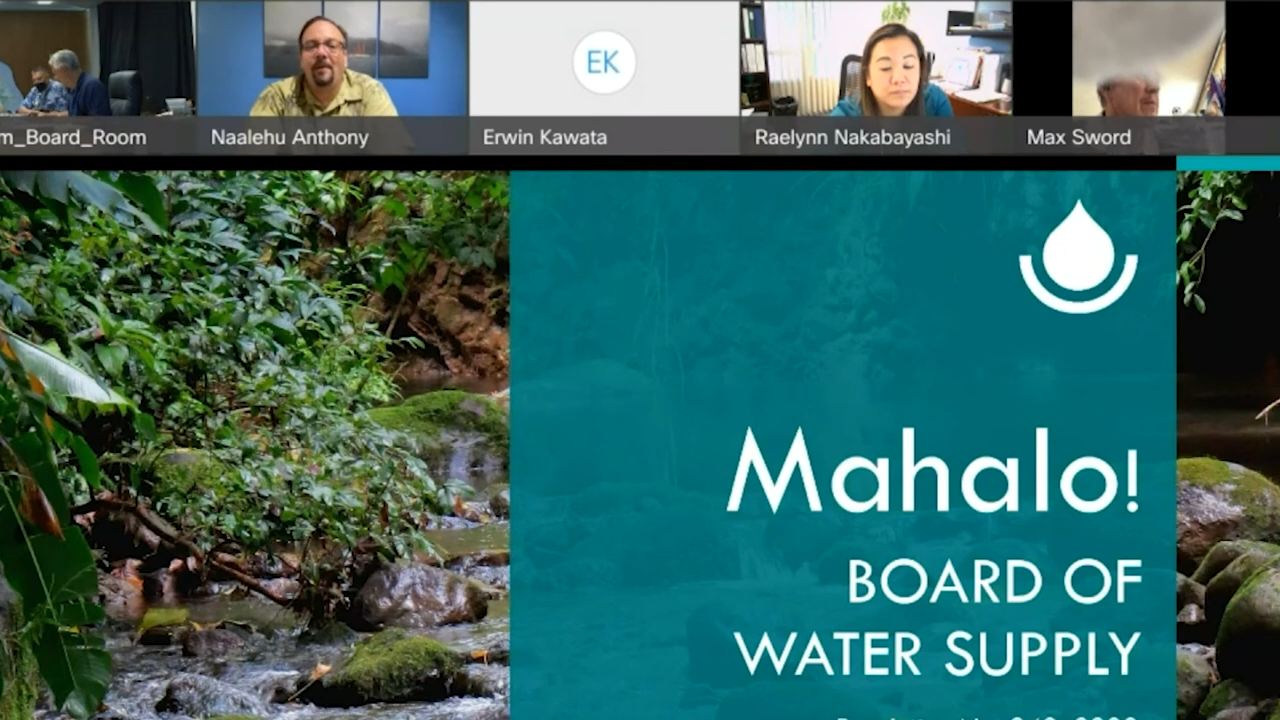 m_Board_Room
Naalehu Anthony
EK
Erwin Kawata
Raelynn Nakabayashi
Max Sword
Mahalo!
BOARD OF
WATER SUPPLY